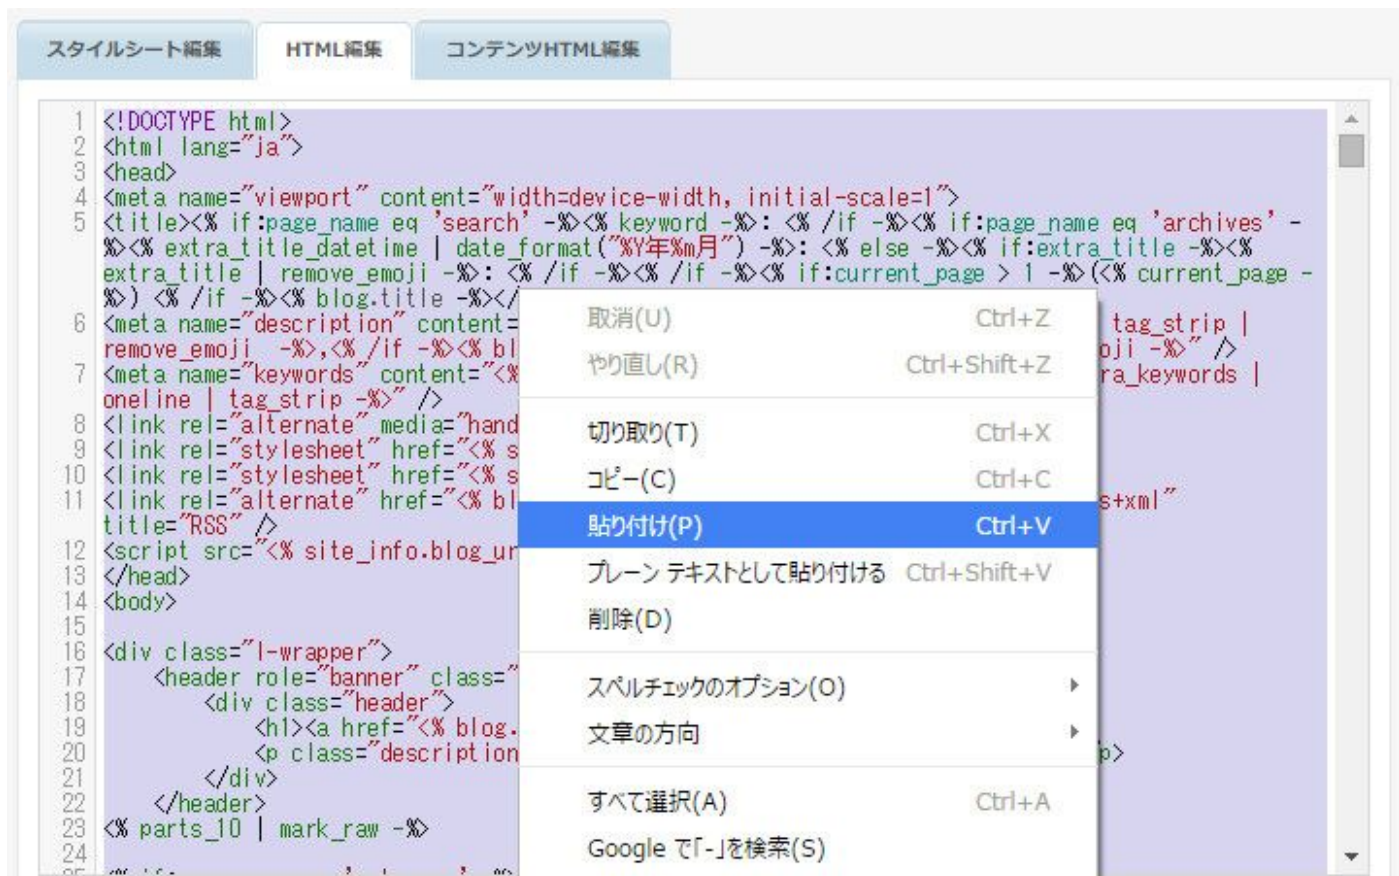 スタイルシート編集 HTML編集 コンテンツHTML編集
1 <!DOCTYPE html>
2 <html lang="ja">
3 <head>
4 <meta name="viewport" content="width=device-width, initial-scale=1">
5 <title><% if:page_name eq 'search' -%><% keyword -%>: <% /if -%><% if:page_name eq 'archives' -
%><% extra_title_datetime | date_format("%Y年%m月") -%>: <% else -%><% if:extra_title -%><%
extra_title | remove_emoji -%>: <% /if -%><% /if -%><% if:current_page > 1 -%>(<% current_page -
%>) <% /if -%><% blog.title -%></
6 <meta name="description" content= tag_strip |
remove_emoji -%>,<% /if -%><% bl oji -%>" />
7 <meta name="keywords" content="<% ra_keywords |
oneline | tag_strip -%>" />
8 <link rel="alternate" media="hand
9 <link rel="stylesheet" href="<% s
10 <link rel="stylesheet" href="<% s
11 <link rel="alternate" href="<% bl s+xml"
title="RSS" />
12 <script src="<% site_info.blog_ur
13 </head>
14 <body>
15
16 <div class="l-wrapper">
17 <header role="banner" class="
18 <div class="header">
19 <h1><a href="<% blog.
20 <p class="description p>
21 </div>
22 </header>
23 <% parts_10 | mark_raw -%>
24
取消(U) Ctrl+Z
やり直し(R) Ctrl+Shift+Z
切り取り(T) Ctrl+X
コピー(C) Ctrl+C
貼り付け(P) Ctrl+V
プレーン テキストとして貼り付ける Ctrl+Shift+V
削除(D)
スペルチェックのオプション(O)
文章の方向
すべて選択(A) Ctrl+A
Google で「-」を検索(S)